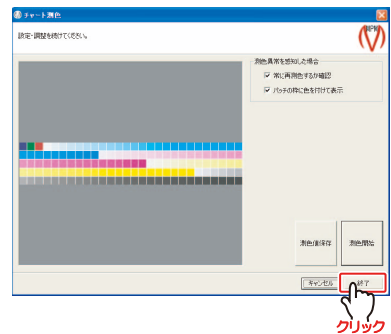 チャート測色
設定・調整を続けてください。
測色異常を感知した場合
常に再測色するか確認
パッチの枠に色を付けて表示
測色値保存
測色開始
キャンセル
終了
クリック